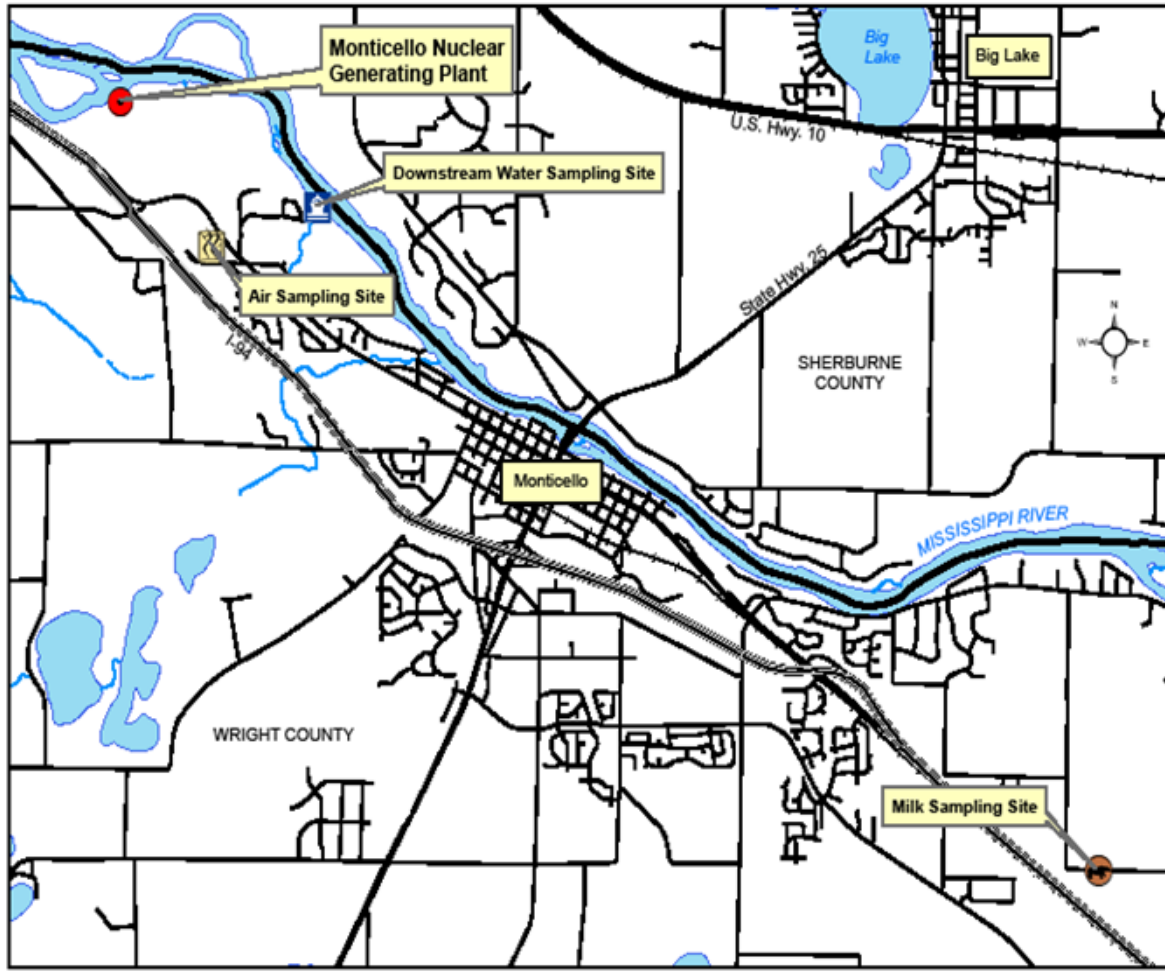 Monticello Nuclear
Generating Plant
Big
Lake
Big Lake
U.S. Hwy. 10
Downstream Water Sampling Site
Air Sampling Site
State Hwy. 25
I-94
N
W
E
S
SHERBURNE
COUNTY
Monticello
MISSISSIPPI RIVER
WRIGHT COUNTY
Milk Sampling Site